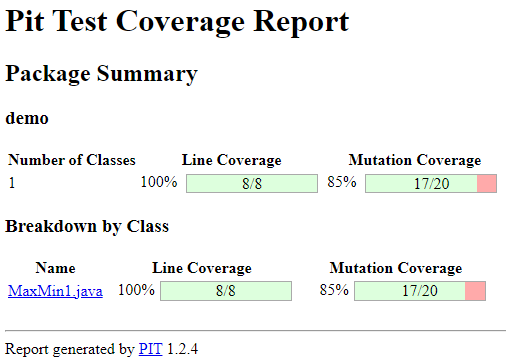 Pit Test Coverage Report
Package Summary
demo
Number of Classes Line Coverage Mutation Coverage
1 100% 8/8 85% 17/20
Breakdown by Class
Name Line Coverage Mutation Coverage
MaxMin1.java 100% 8/8 85% 17/20
Report generated by PIT 1.2.4